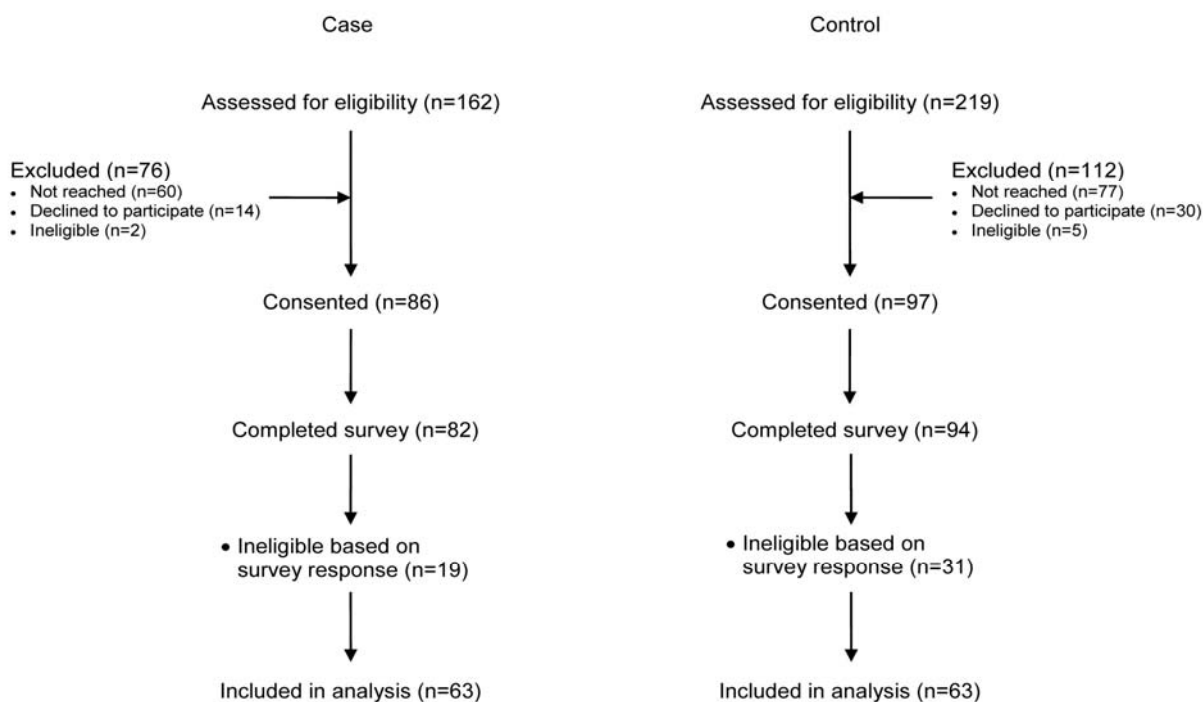 Case
Assessed for eligibility (n=162)
Excluded (n=76)
• Not reached (n=60)
• Declined to participate (n=14)
• Ineligible (n=2)
Consented (n=86)
Completed survey (n=82)
• Ineligible based on
survey response (n=19)
Included in analysis (n=63)
Control
Assessed for eligibility (n=219)
Excluded (n=112)
• Not reached (n=77)
• Declined to participate (n=30)
• Ineligible (n=5)
Consented (n=97)
Completed survey (n=94)
• Ineligible based on
survey response (n=31)
Included in analysis (n=63)